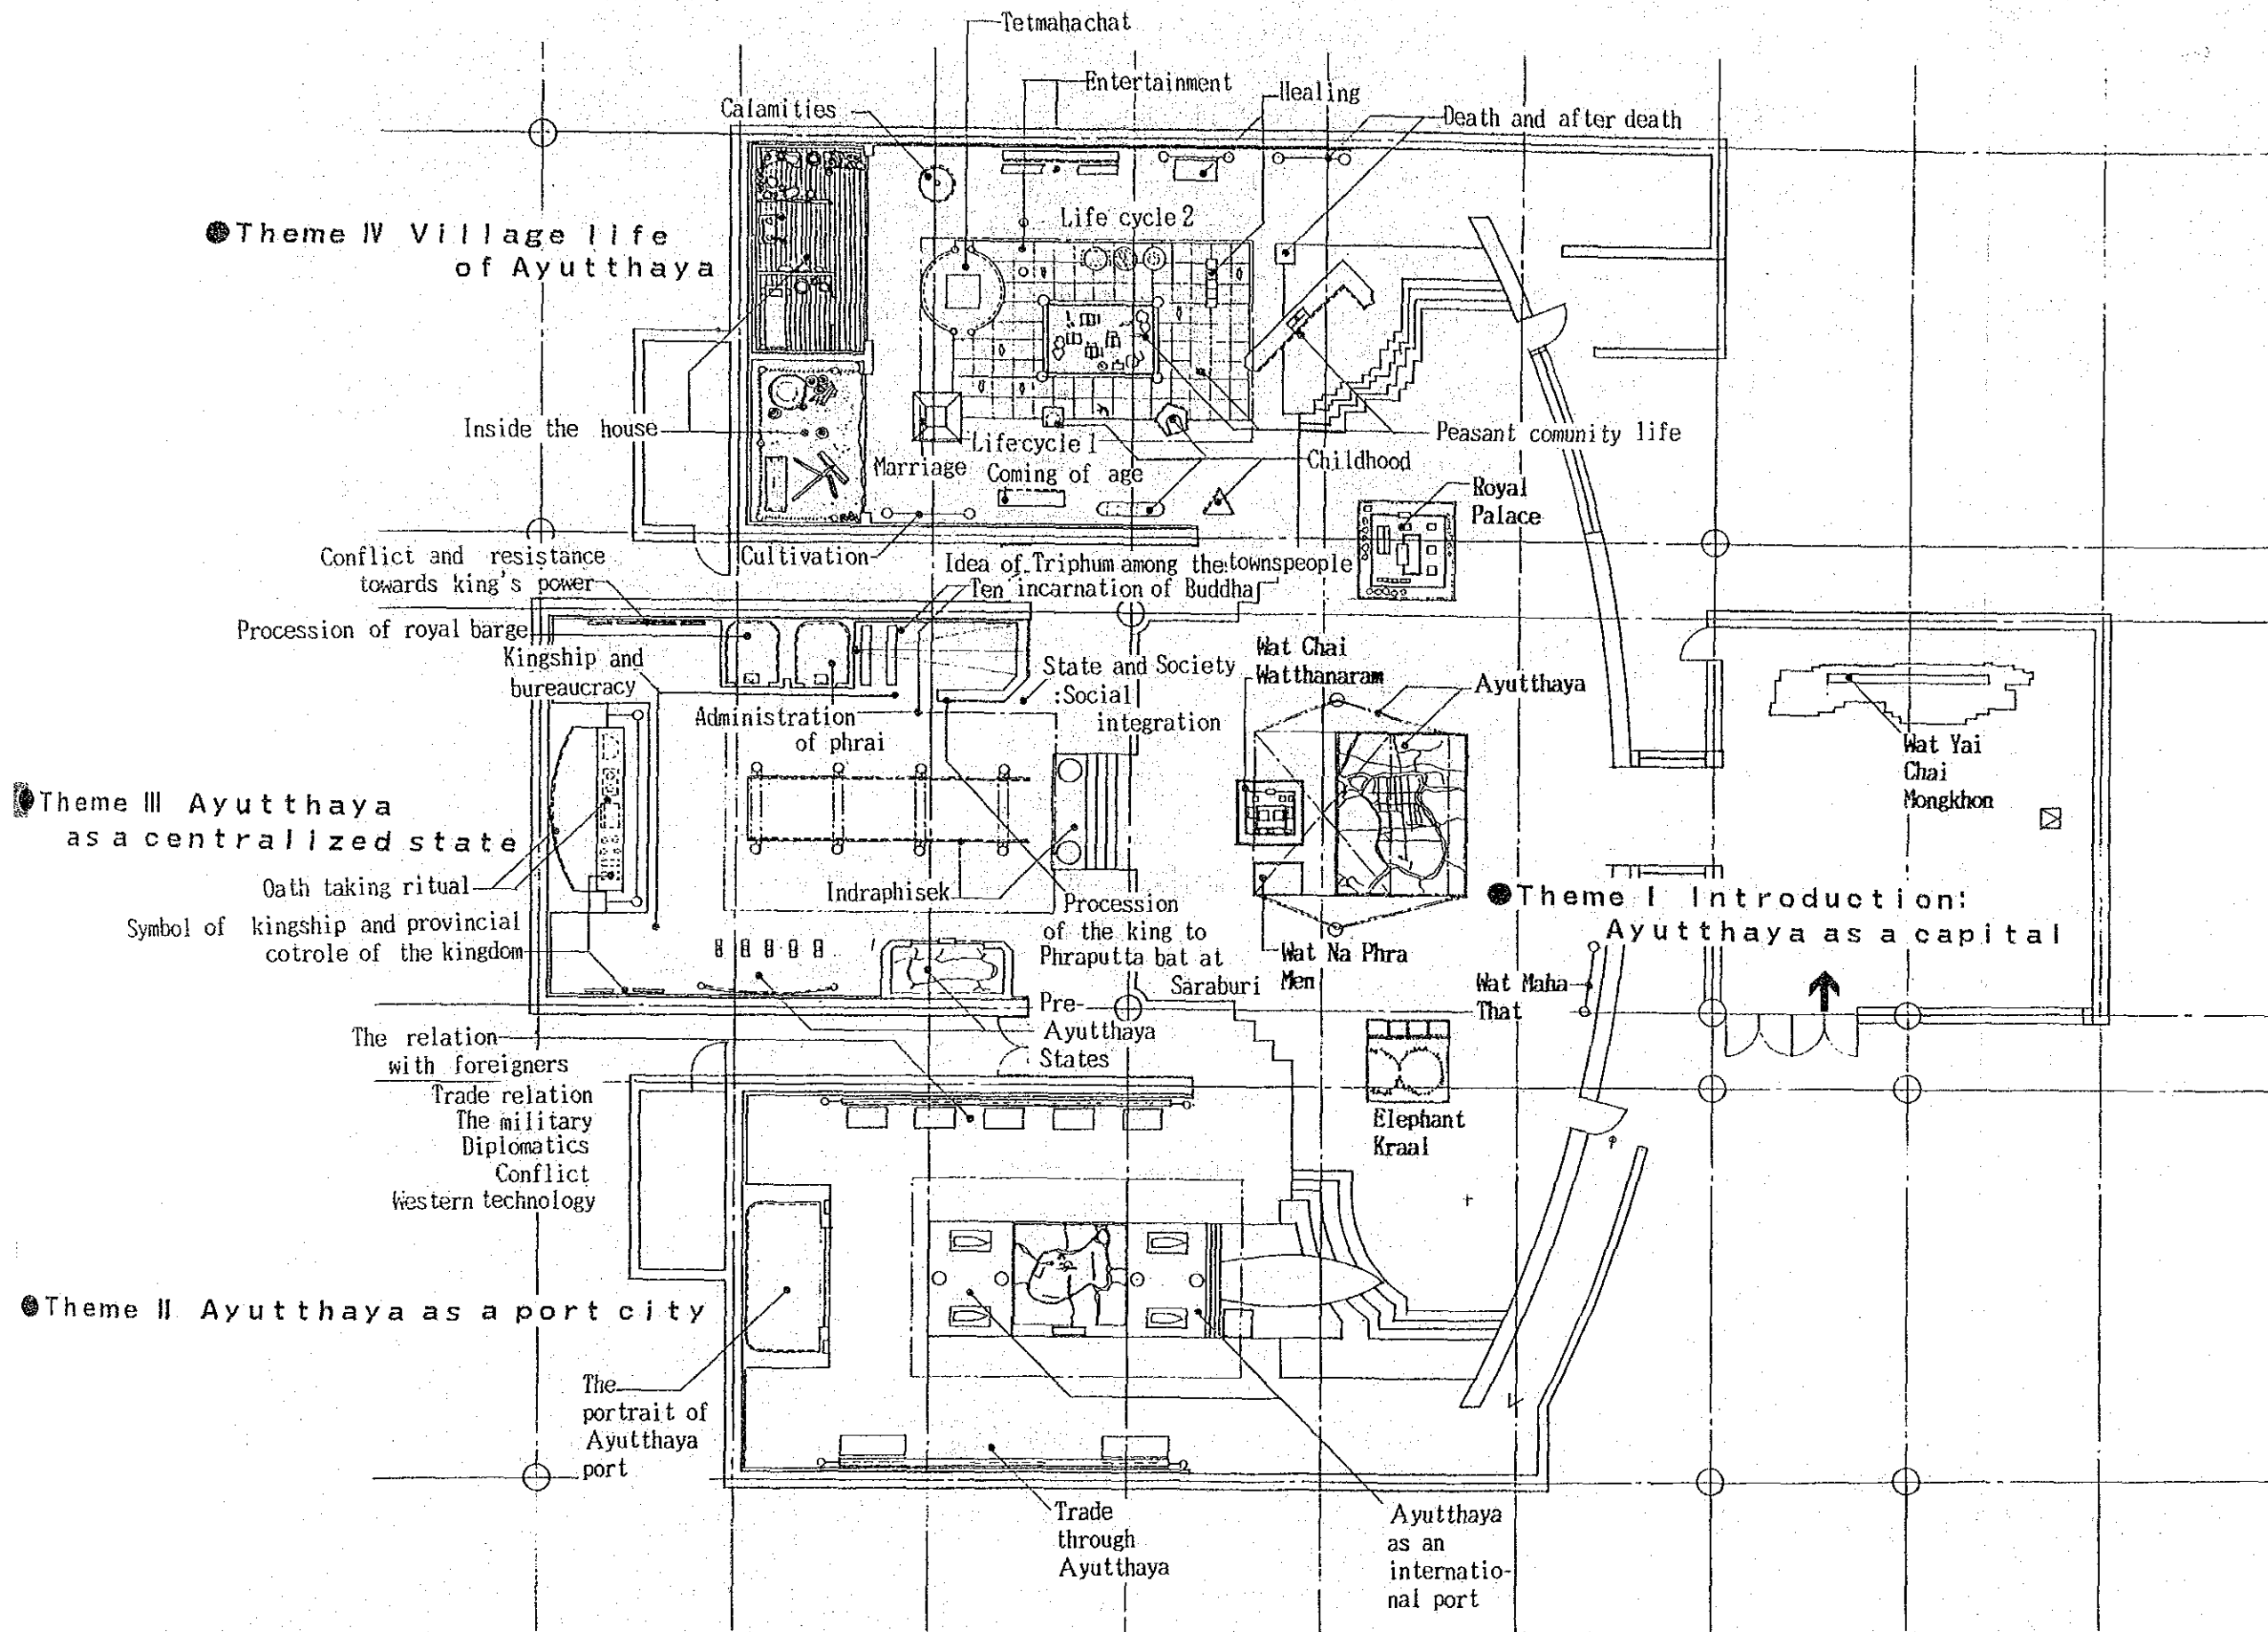 Tetmahachat
Entertainment
Healing
Calamities
Death and after death
Life cycle 2
●Theme Ⅳ Village life
of Ayutthaya
Inside the house
Life cycle 1
Marriage
Coming of age
Peasant comunity life
Childhood
Royal
Palace
Cultivation
Idea of Triphum among the townspeople
Ten incarnation of Buddha
Conflict and resistance
towards king's power
Procession of royal barge
Kingship and
bureaucracy
Administration
of phrai
State and Society
:Social
integration
Wat Chai
Watthanaram
Ayutthaya
Wat Yai
Chai
Mongkhon
●Theme Ⅲ Ayutthaya
as a centralized state
Oath taking ritual
Symbol of kingship and provincial
cotrole of the kingdom
Indraphisek
Procession
of the king to
Phraputta bat at
Saraburi
Wat Na Phra
Men
●Theme Ⅰ Introduction:
Ayutthaya as a capital
Wat Maha
That
Pre-
Ayutthaya
States
The relation
with foreigners
Trade relation
The military
Diplomatics
Conflict
Western technology
Elephant
Kraal
●Theme Ⅱ Ayutthaya as a port city
The
portrait of
Ayutthaya
port
Trade
through
Ayutthaya
Ayutthaya
as an
internatio-
nal port